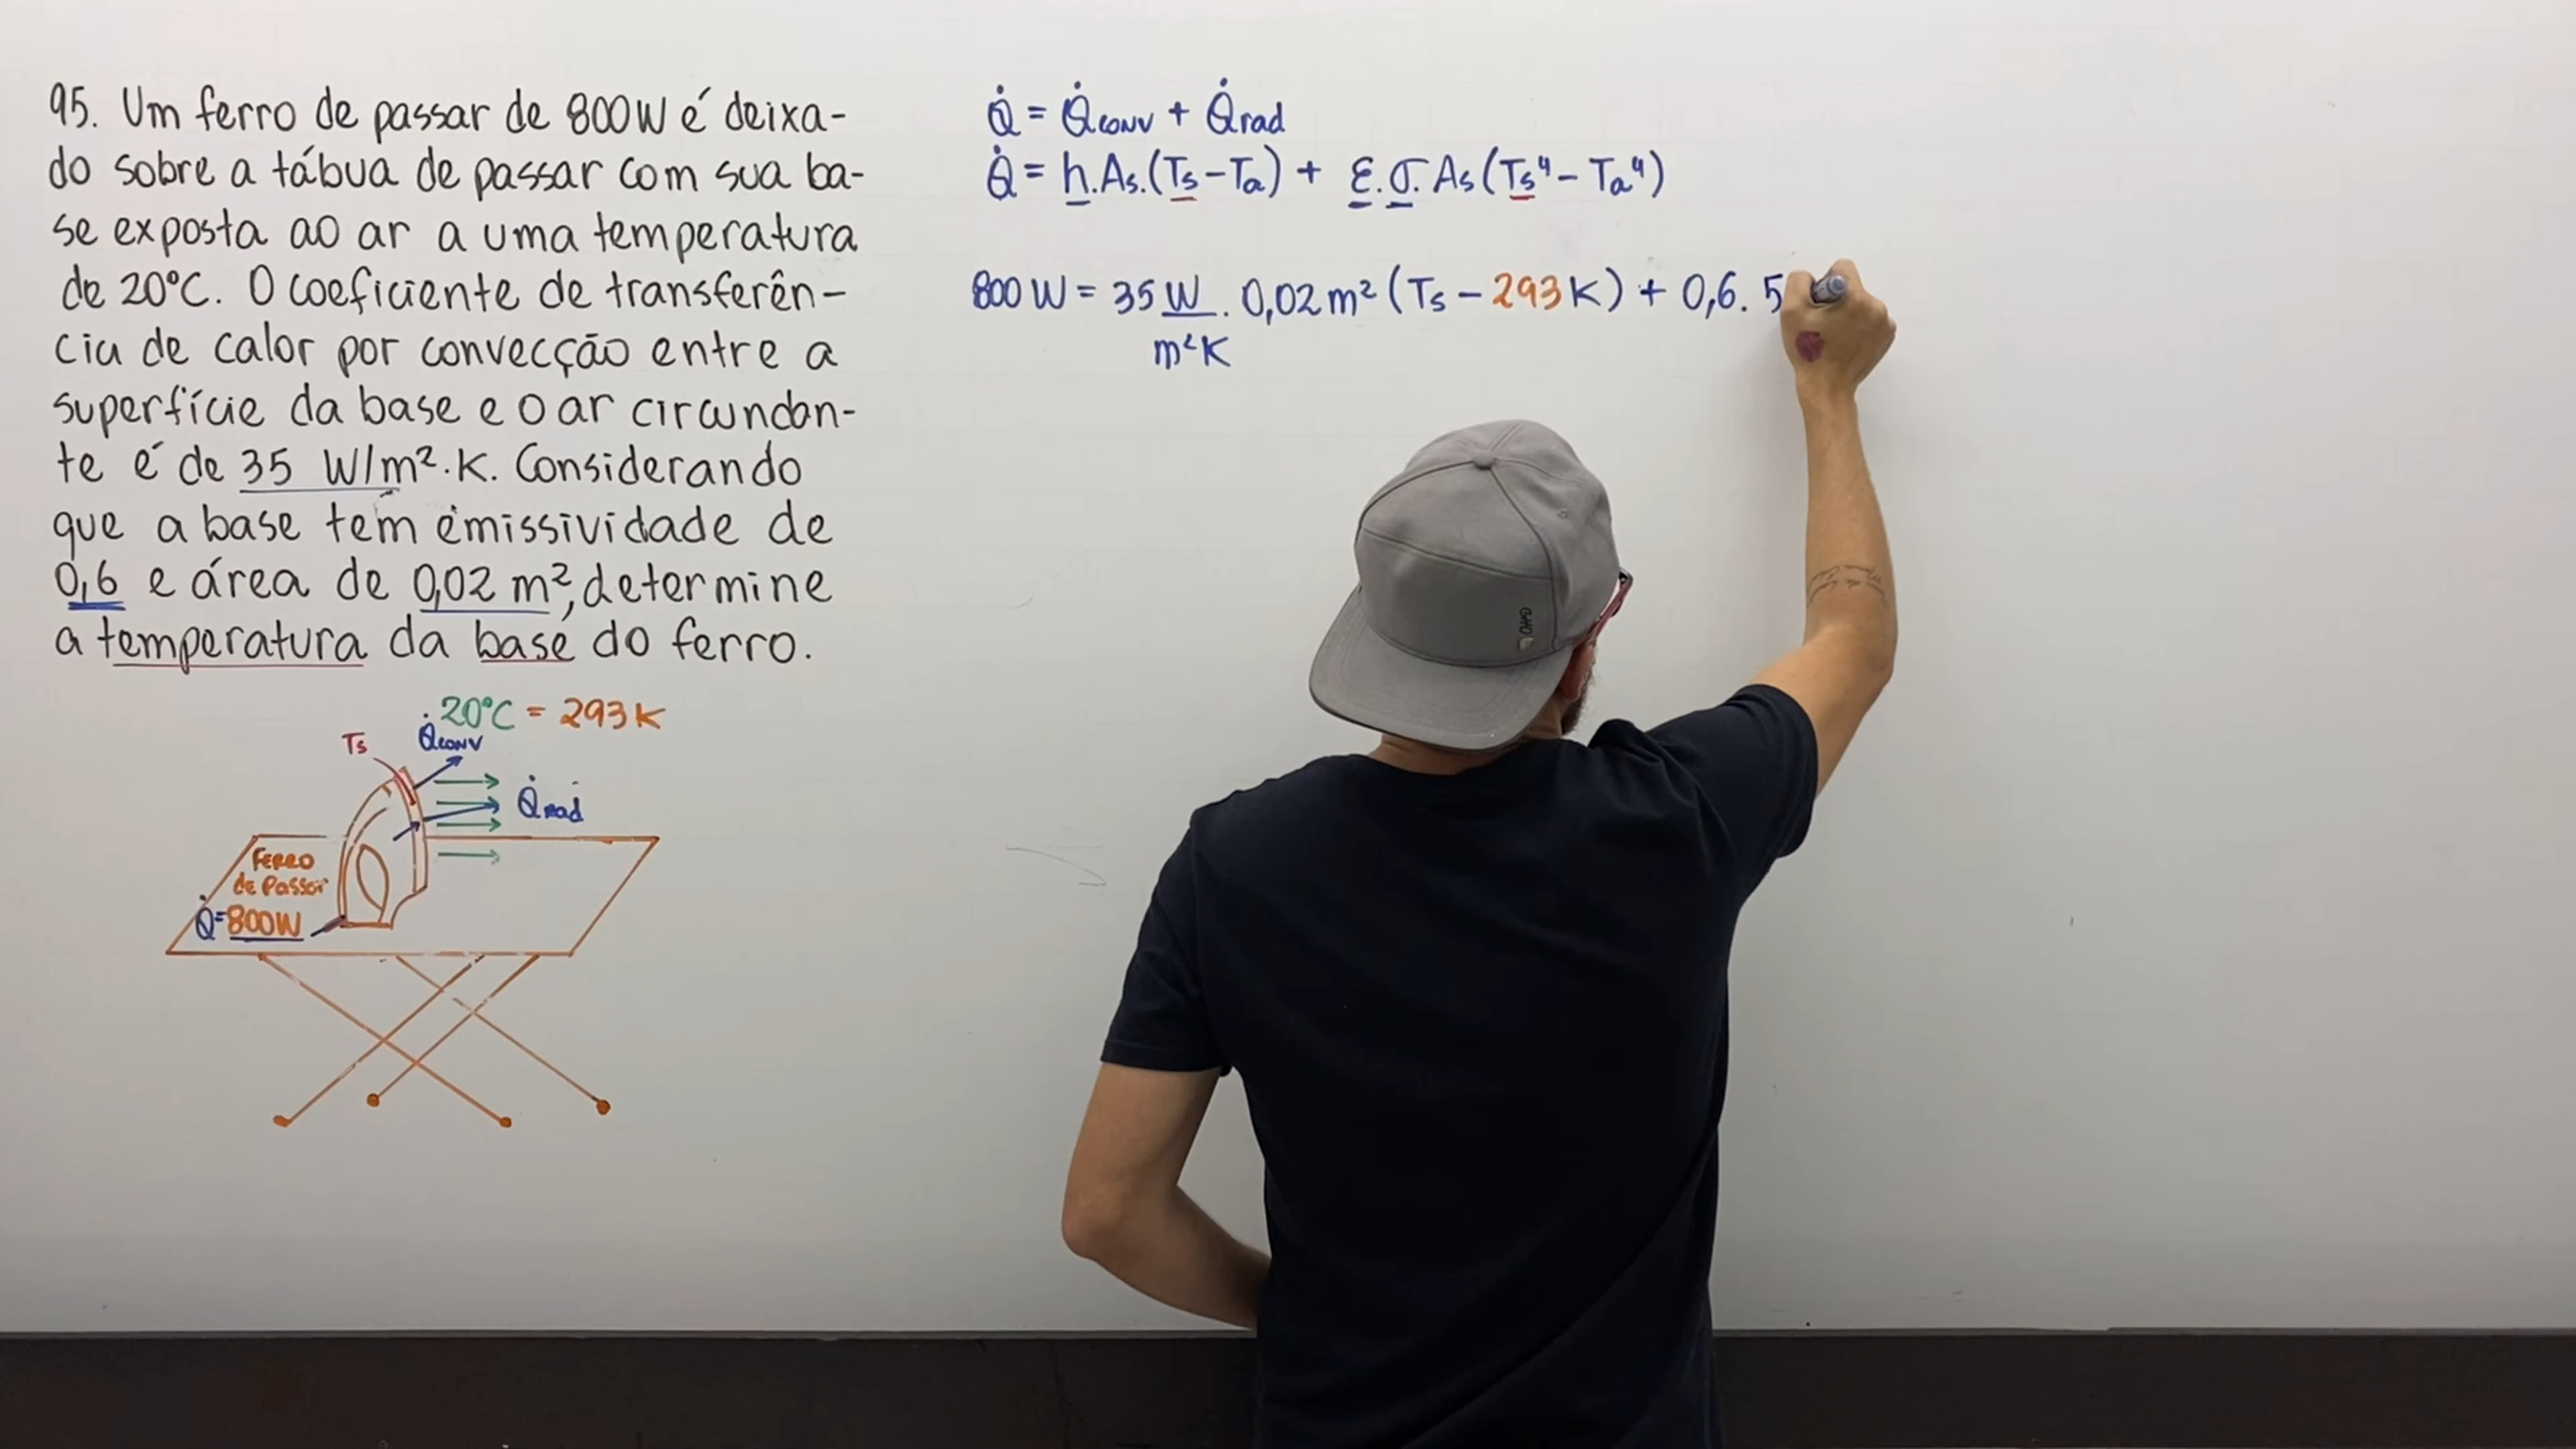 95. Um ferro de passar de 800W é deixa-
do sobre a tábua de passar com sua ba-
se exposta ao ar a uma temperatura
de 20°C. O coeficiente de transferên-
cia de calor por convecção entre a
superfície da base e o ar circundan-
te é de 35 W/m².K. Considerando
que a base tem emissividade de
0,6 e área de 0,02 m², determine
a temperatura da base do ferro.
20°C = 293K
Ts
Q̇conv
Q̇rad
FERRO
de Passar
Q̇=800W
Q̇ = Q̇conv + Q̇rad
Q̇ = h.As.(Ts-Ta) + ε.σ.As(Ts⁴-Ta⁴)
800W = 35 W/m²K . 0,02m² (Ts - 293K) + 0,6. 5